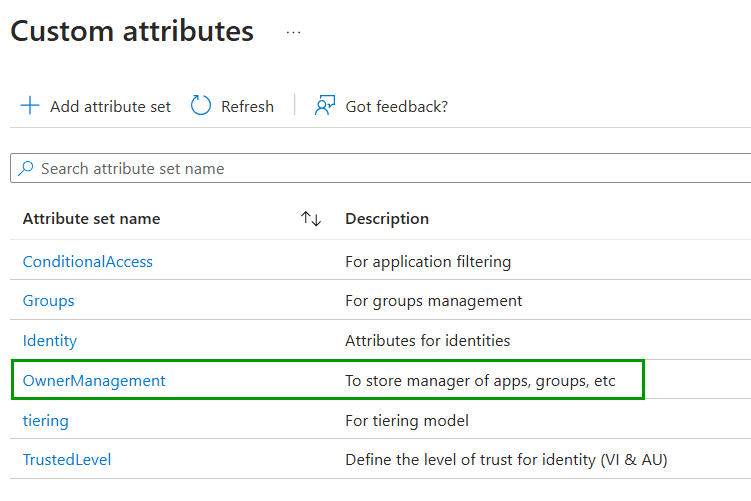 Custom attributes ...
Add attribute set Refresh Got feedback?
Search attribute set name
Attribute set name Description
ConditionalAccess For application filtering
Groups For groups management
Identity Attributes for identities
OwnerManagement To store manager of apps, groups, etc
tiering For tiering model
TrustedLevel Define the level of trust for identity (VI & AU)